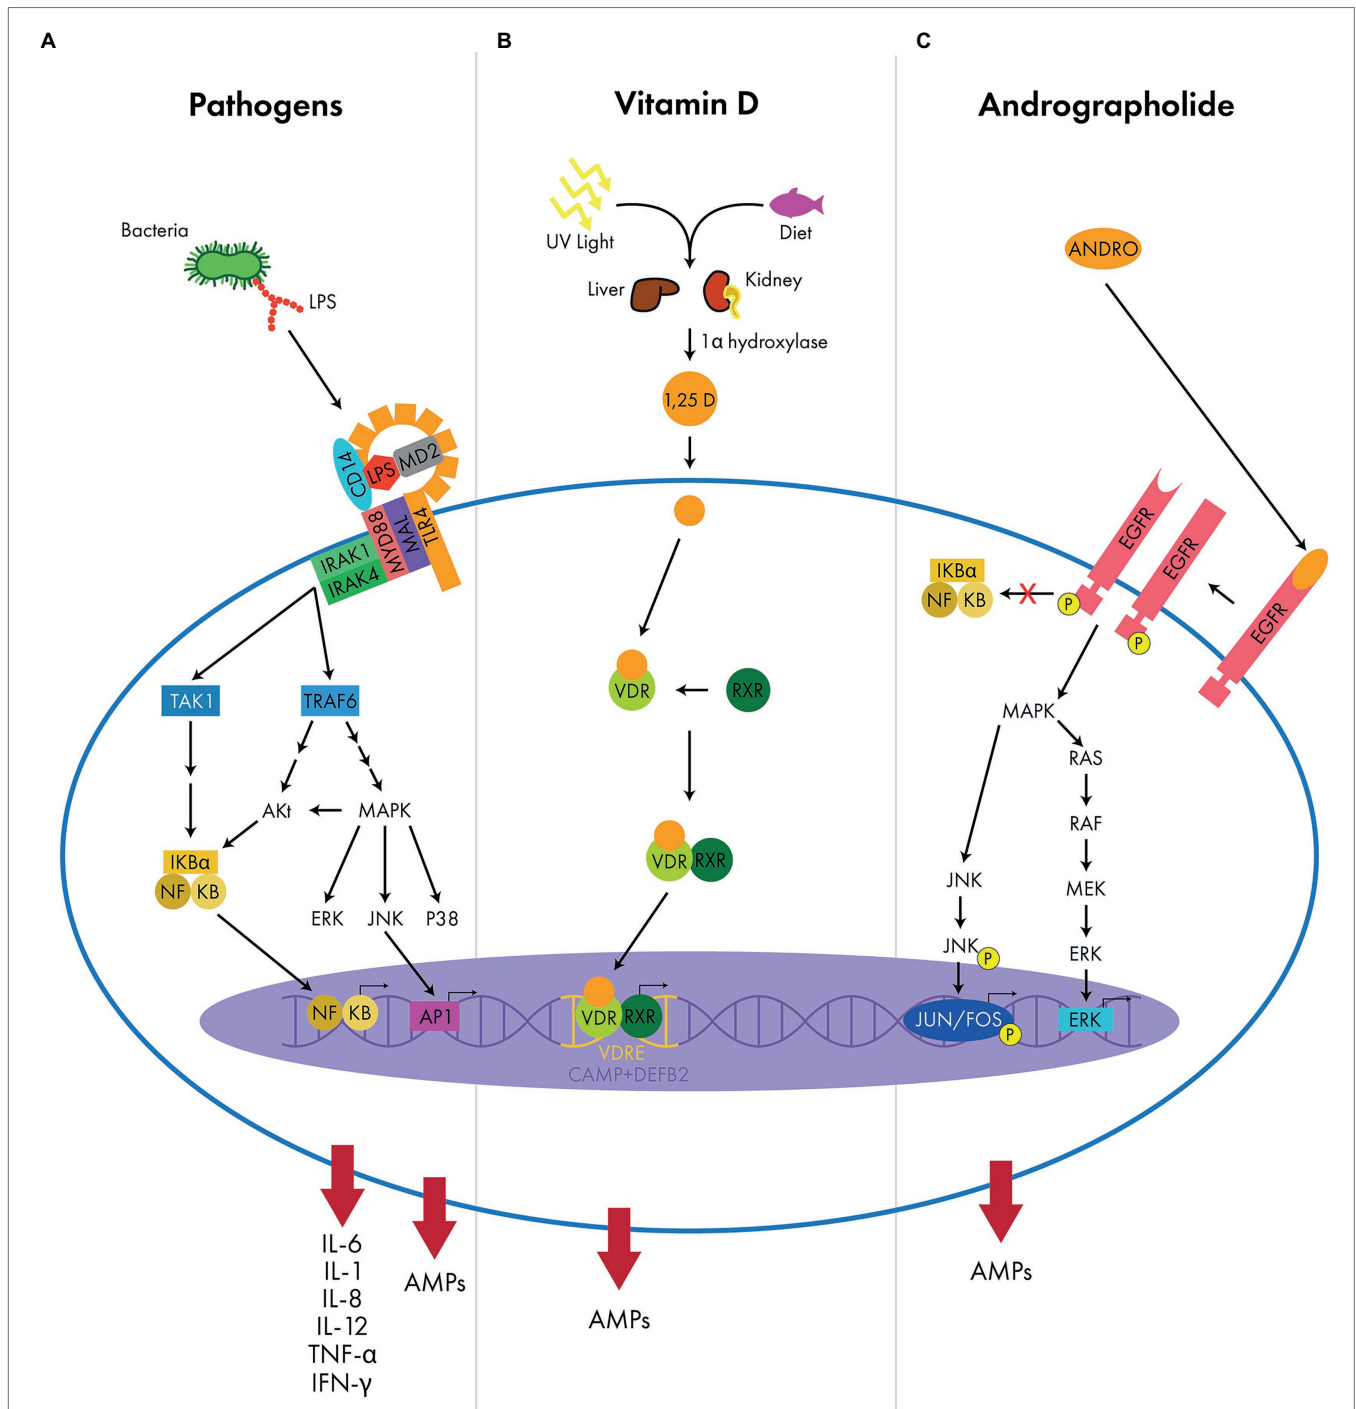 A
Pathogens
Bacteria
LPS
CD14
LPS
MD2
TLR4
MAL
MYD88
IRAK1
IRAK4
TAK1
TRAF6
AKt
MAPK
IKBα
NF
KB
ERK
JNK
P38
NF
KB
AP1
IL-6
IL-1
IL-8
IL-12
TNF-α
IFN-γ
AMPs
B
Vitamin D
UV Light
Diet
Liver
Kidney
1α hydroxylase
1,25 D
VDR
RXR
VDR
RXR
VDR
RXR
VDRE
CAMP+DEFB2
AMPs
C
Andrographolide
ANDRO
EGFR
EGFR
EGFR
IKBα
NF
KB
X
P
P
MAPK
RAS
RAF
MEK
ERK
JNK
JNK
P
JUN/FOS
P
ERK
AMPs